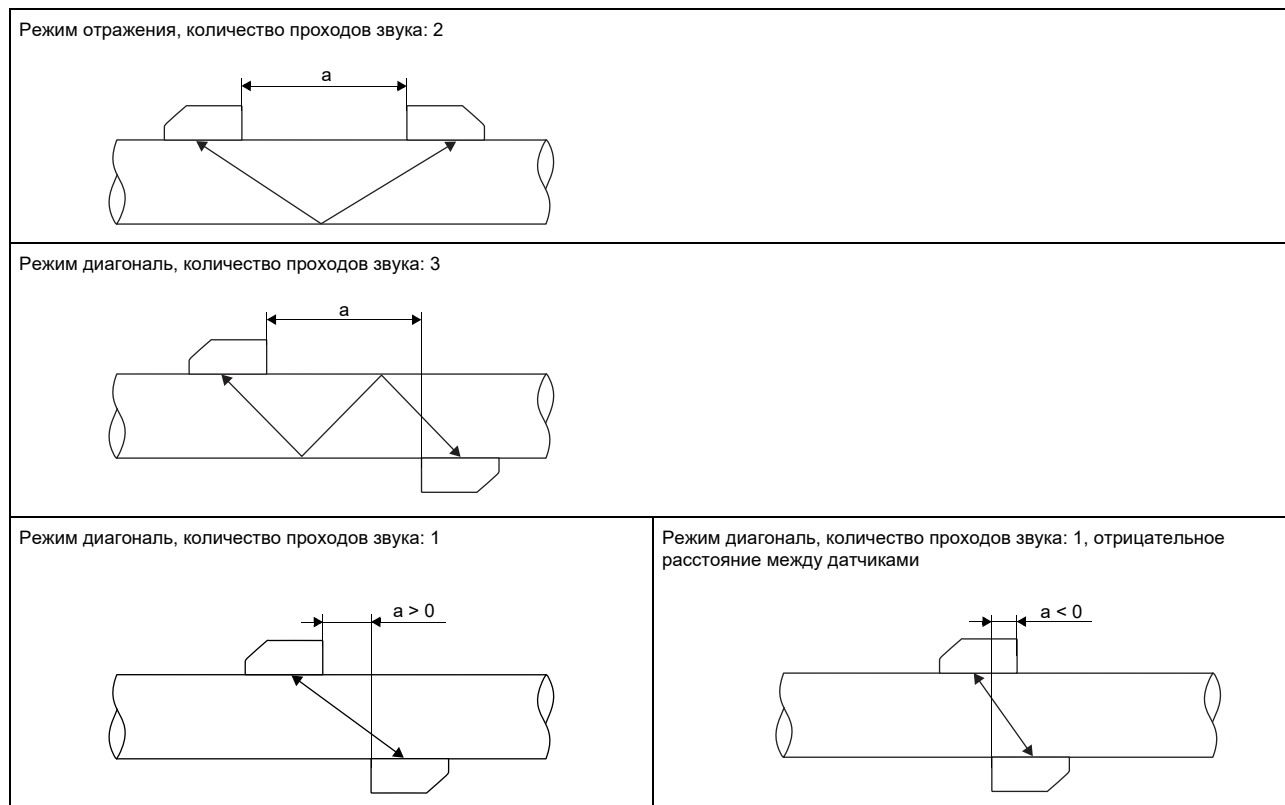 Режим отражения, количество проходов звука: 2
a
Режим диагональ, количество проходов звука: 3
a
Режим диагональ, количество проходов звука: 1
a > 0
Режим диагональ, количество проходов звука: 1, отрицательное
расстояние между датчиками
a < 0